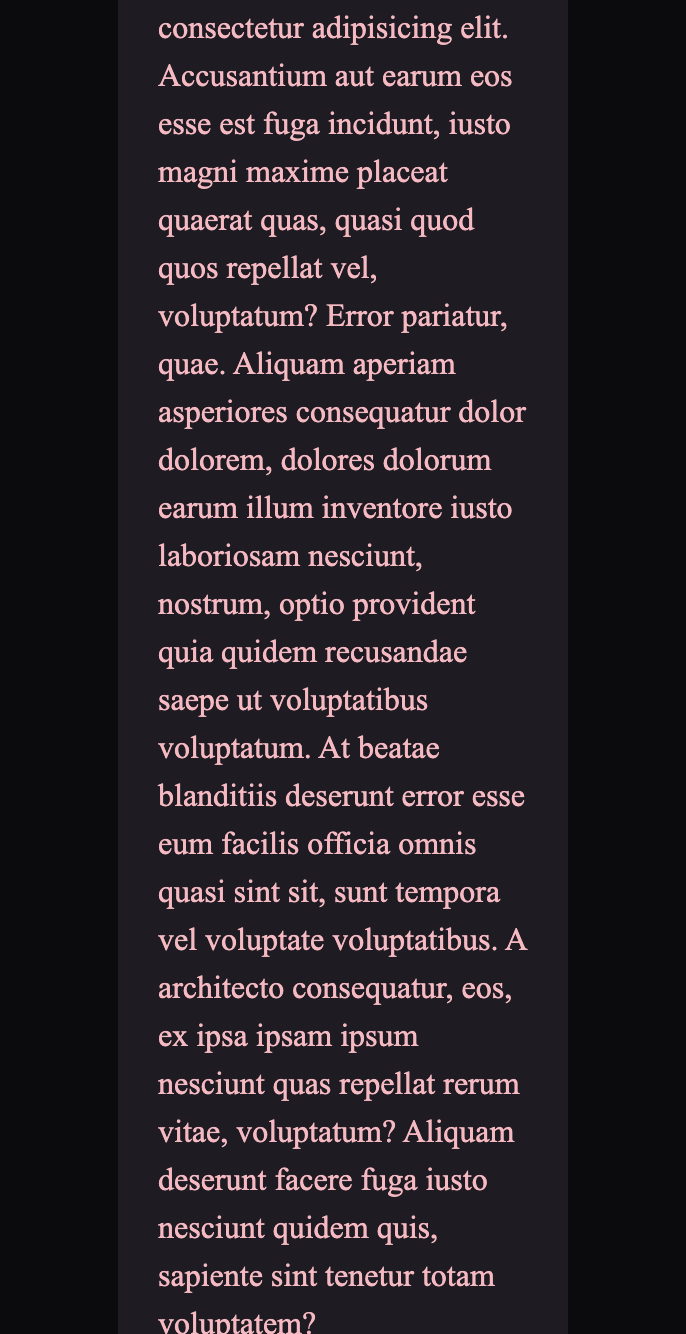 consectetur adipisicing elit.
Accusantium aut earum eos
esse est fuga incidunt, iusto
magni maxime placeat
quaerat quas, quasi quod
quos repellat vel,
voluptatum? Error pariatur,
quae. Aliquam aperiam
asperiores consequatur dolor
dolorem, dolores dolorum
earum illum inventore iusto
laboriosam nesciunt,
nostrum, optio provident
quia quidem recusandae
saepe ut voluptatibus
voluptatum. At beatae
blanditiis deserunt error esse
eum facilis officia omnis
quasi sint sit, sunt tempora
vel voluptate voluptatibus. A
architecto consequatur, eos,
ex ipsa ipsam ipsum
nesciunt quas repellat rerum
vitae, voluptatum? Aliquam
deserunt facere fuga iusto
nesciunt quidem quis,
sapiente sint tenetur totam
voluptatem?